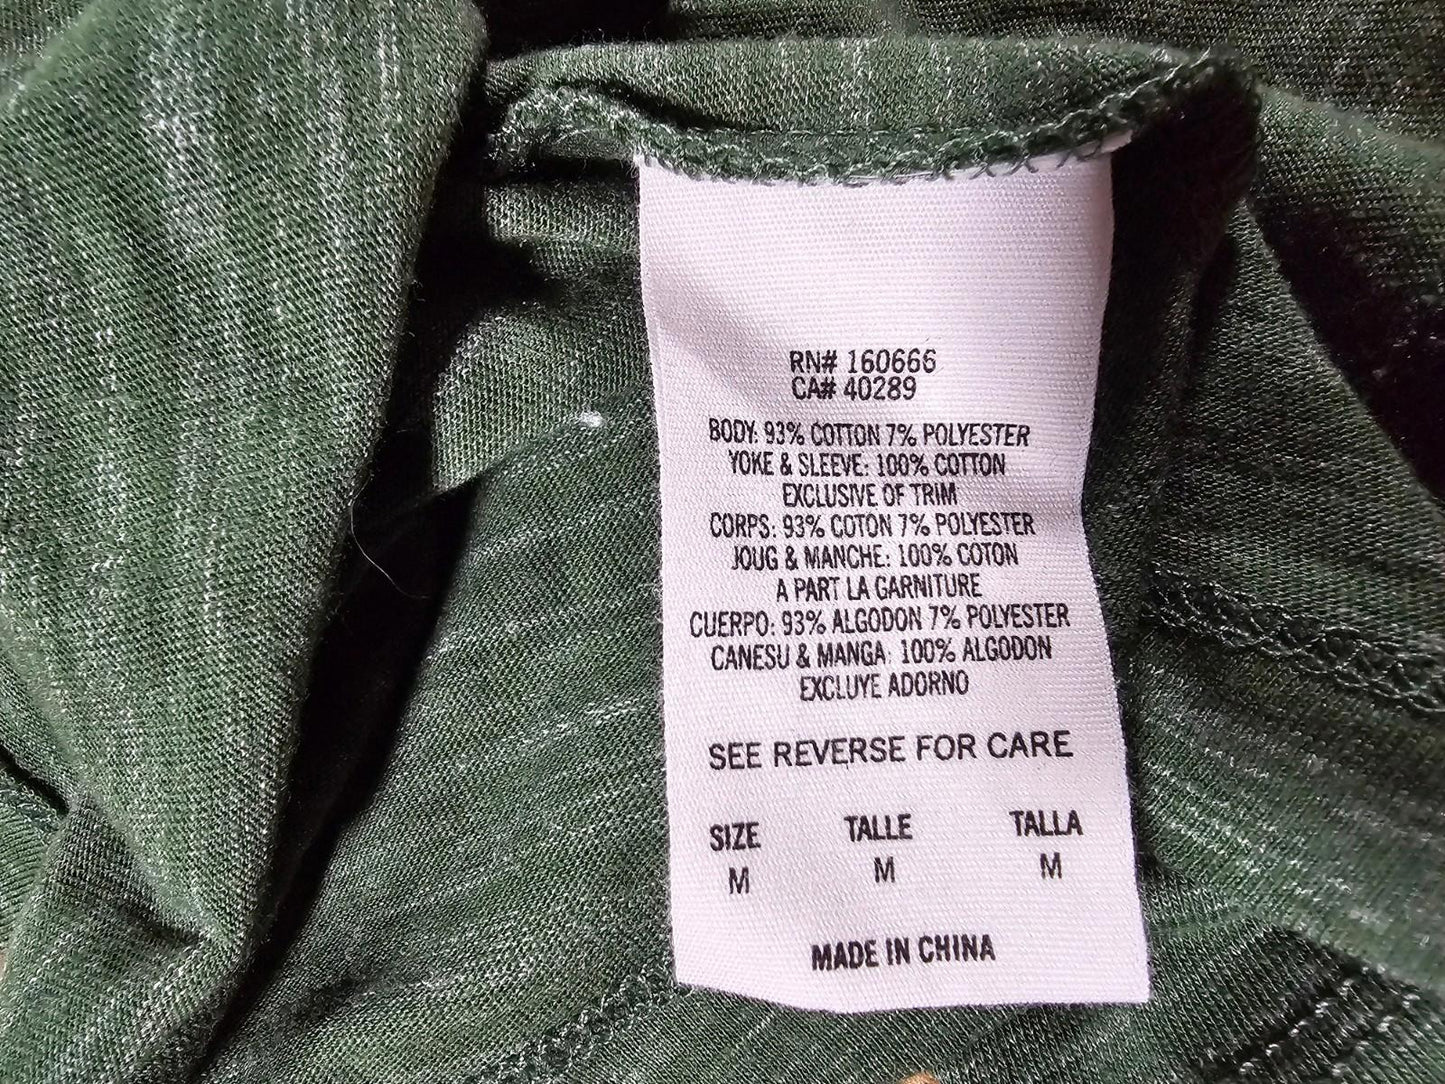 RN# 160666
CA# 40289
BODY: 93% COTTON 7% POLYESTER
YOKE & SLEEVE: 100% COTTON
EXCLUSIVE OF TRIM
CORPS: 93% COTON 7% POLYESTER
JOUG & MANCHE: 100% COTON
A PART LA GARNITURE
CUERPO: 93% ALGODON 7% POLYESTER
CANESU & MANGA: 100% ALGODON
EXCLUYE ADORNO
SEE REVERSE FOR CARE
SIZE TALLE TALLA
M M M
MADE IN CHINA